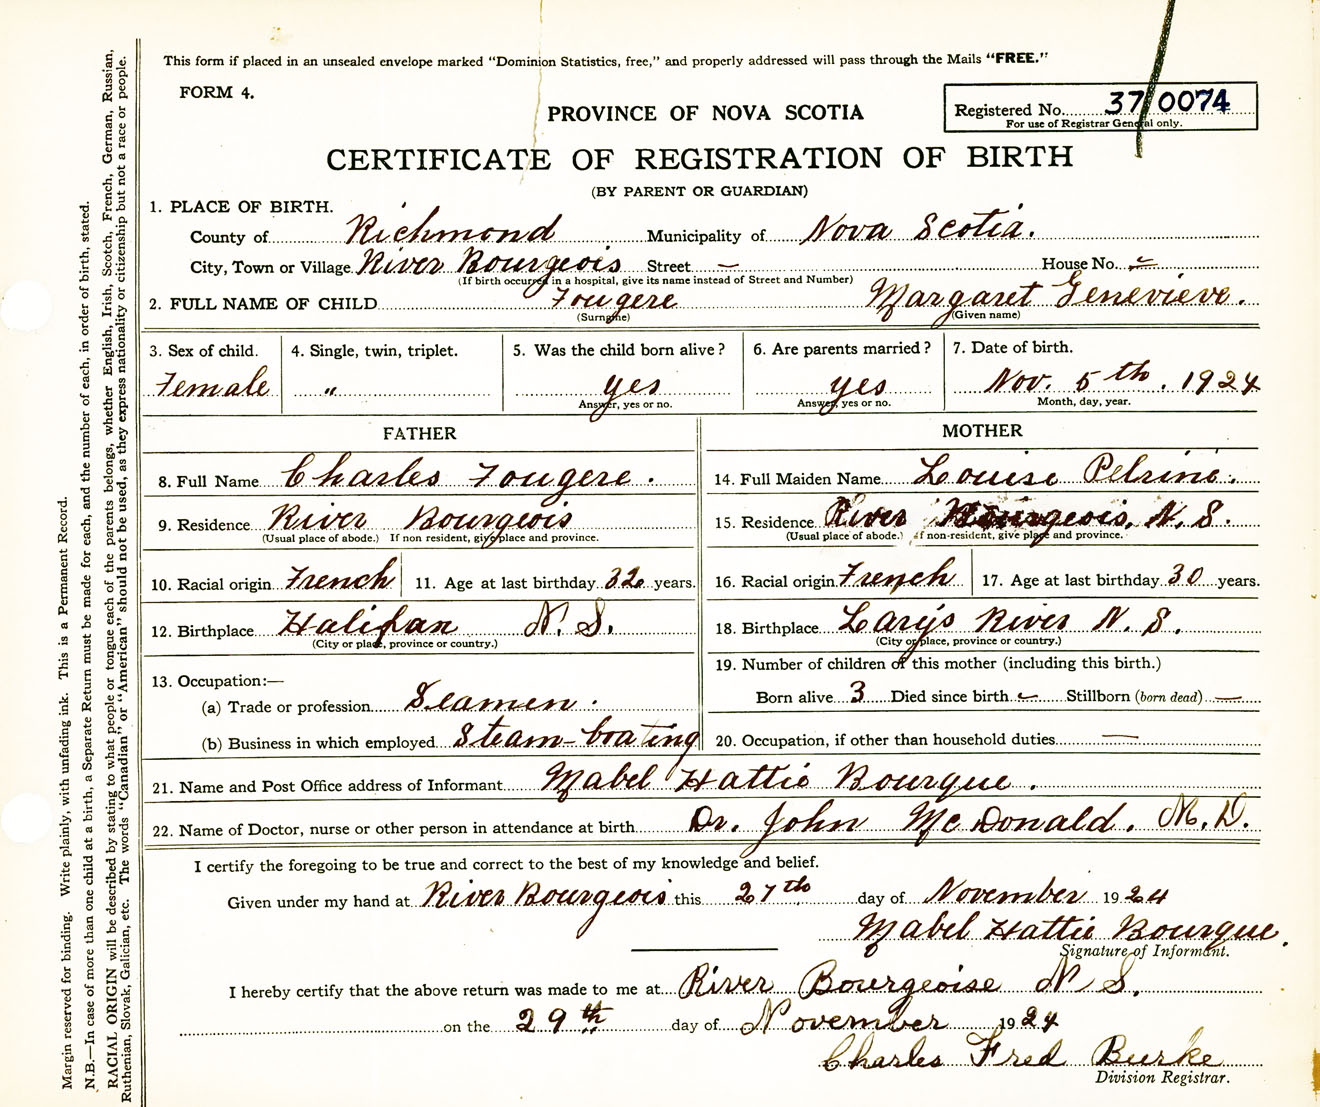 This form if placed in an unsealed envelope marked "Dominion Statistics, free," and properly addressed will pass through the Mails "FREE."
FORM 4.
PROVINCE OF NOVA SCOTIA
Registered No. 37/0074
For use of Registrar General only.
CERTIFICATE OF REGISTRATION OF BIRTH
(BY PARENT OR GUARDIAN)
1. PLACE OF BIRTH.
County of Richmond Municipality of Nova Scotia.
City, Town or Village River Bourgeois Street — House No. —
(If birth occurred in a hospital, give its name instead of Street and Number)
2. FULL NAME OF CHILD Fougere Margaret Genevieve.
(Surname) (Given name)
3. Sex of child. 4. Single, twin, triplet. 5. Was the child born alive? 6. Are parents married? 7. Date of birth.
Female " yes yes Nov. 5th. 1924
Answer, yes or no. Answer, yes or no. Month, day, year.
FATHER MOTHER
8. Full Name Charles Fougere. 14. Full Maiden Name Louise Pelrine.
9. Residence River Bourgeois 15. Residence River Bourgeois, N. S.
(Usual place of abode.) If non resident, give place and province. (Usual place of abode.) If non-resident, give place and province.
10. Racial origin French 11. Age at last birthday 32 years. 16. Racial origin French 17. Age at last birthday 30 years.
12. Birthplace Halifax N. S. 18. Birthplace Larys River N. S.
(City or place, province or country.) (City or place, province or country.)
19. Number of children of this mother (including this birth.)
13. Occupation:—
(a) Trade or profession Seamen. Born alive 3 Died since birth — Stillborn (born dead) —
(b) Business in which employed Steam-boating 20. Occupation, if other than household duties —
21. Name and Post Office address of Informant Mabel Hattie Bourque.
22. Name of Doctor, nurse or other person in attendance at birth Dr. John McDonald. M.D.
I certify the foregoing to be true and correct to the best of my knowledge and belief.
Given under my hand at River Bourgeois this 27th day of November 1924
Mabel Hattie Bourque.
Signature of Informant.
I hereby certify that the above return was made to me at River Bourgeoise N S.
on the 29th day of November 1924
Charles Fred Burke
Division Registrar.
Margin reserved for binding. Write plainly, with unfading ink. This is a Permanent Record.
N.B.—In case of more than one child at a birth, a Separate Return must be made for each, and the number of each, in order of birth, stated.
RACIAL ORIGIN will be described by stating to what people or tongue each of the parents belongs, whether English, Irish, Scotch, French, German, Russian,
Ruthenian, Slovak, Galician, etc. The words "Canadian" or "American" should not be used, as they express nationality or citizenship but not a race or people.